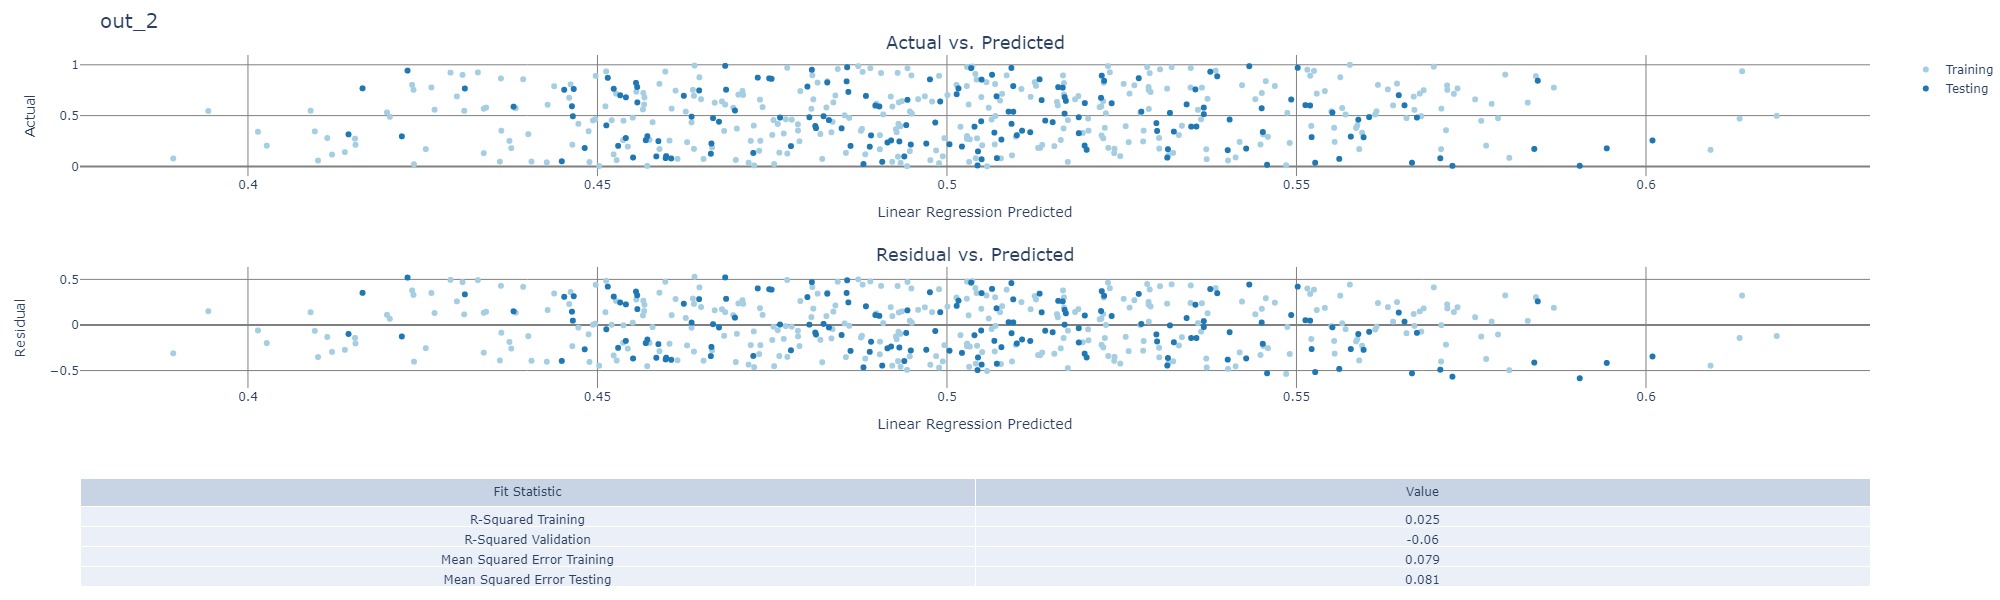 out_2
Actual vs. Predicted
Training
Testing
Actual
1
0.5
0
0.4 0.45 0.5 0.55 0.6
Linear Regression Predicted
Residual vs. Predicted
Residual
0.5
0
−0.5
0.4 0.45 0.5 0.55 0.6
Linear Regression Predicted
Fit Statistic Value
R-Squared Training 0.025
R-Squared Validation -0.06
Mean Squared Error Training 0.079
Mean Squared Error Testing 0.081